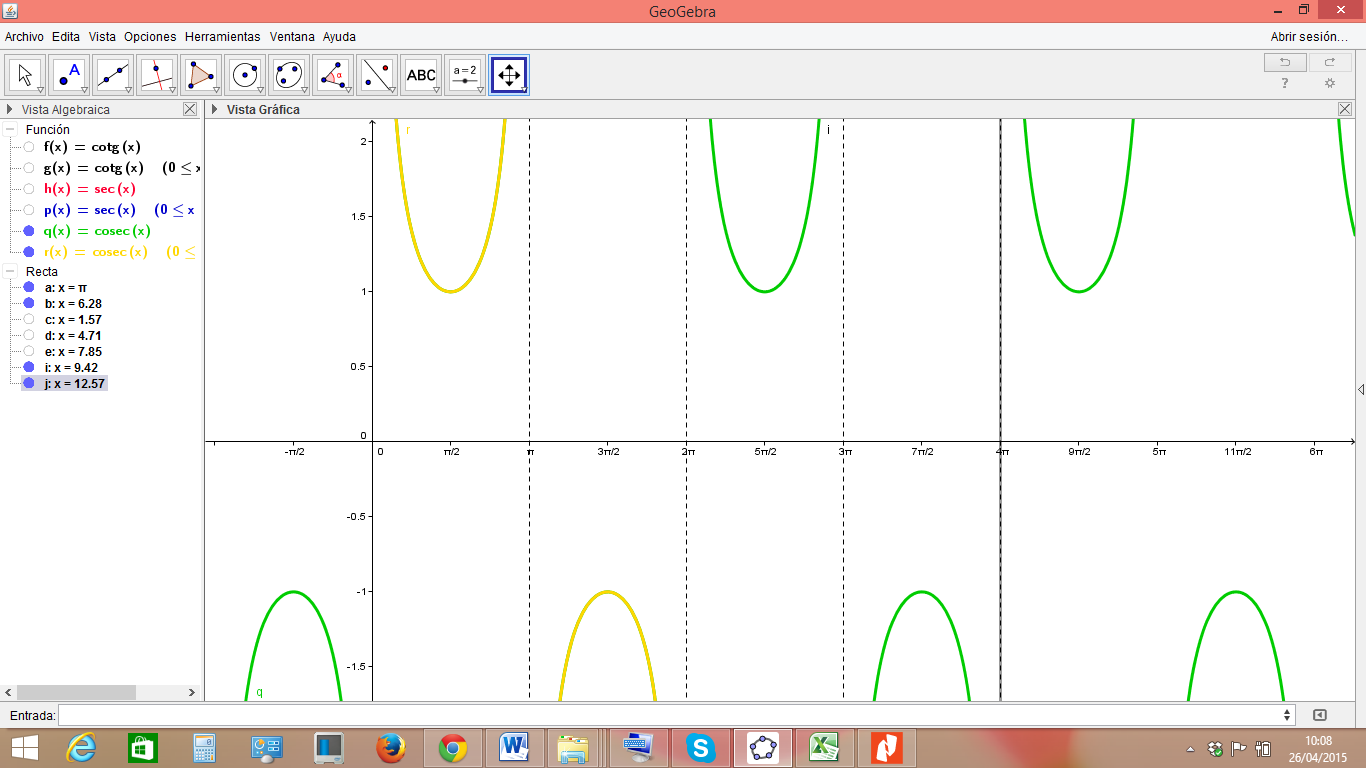 GeoGebra
Archivo Edita Vista Opciones Herramientas Ventana Ayuda Abrir sesión...
A α ABC a=2 ?
Vista Algebraica
Vista Gráfica
Función
f(x) = cotg(x)
g(x) = cotg(x) (0 ≤ x
h(x) = sec(x)
p(x) = sec(x) (0 ≤ x
q(x) = cosec(x)
r(x) = cosec(x) (0 ≤
Recta
a: x = π
b: x = 6.28
c: x = 1.57
d: x = 4.71
e: x = 7.85
i: x = 9.42
j: x = 12.57
r
i
2
1.5
1
0.5
0
-π/2 0 π/2 π 3π/2 2π 5π/2 3π 7π/2 4π 9π/2 5π 11π/2 6π
-0.5
-1
-1.5
q
Entrada:
10:08
26/04/2015